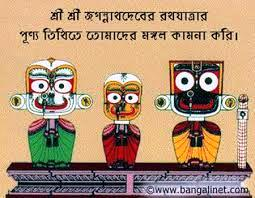 শ্রী শ্রী জগন্নাথদেবের রথযাত্রার
পূণ্য তিথিতে তোমাদের মঙ্গল কামনা করি।
©www.bangalinet.com